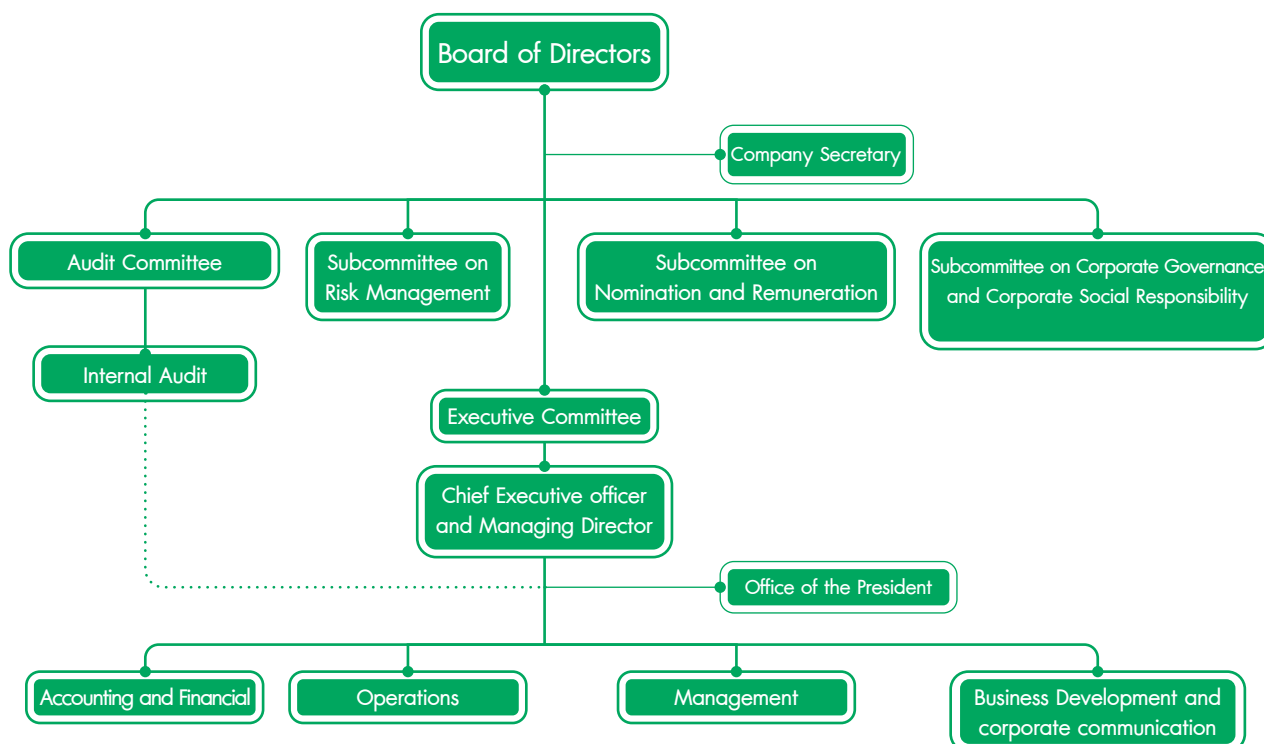 Board of Directors
Company Secretary
Audit Committee
Subcommittee on
Risk Management
Subcommittee on
Nomination and Remuneration
Subcommittee on Corporate Governance
and Corporate Social Responsibility
Internal Audit
Executive Committee
Chief Executive officer
and Managing Director
Office of the President
Accounting and Financial
Operations
Management
Business Development and
corporate communication